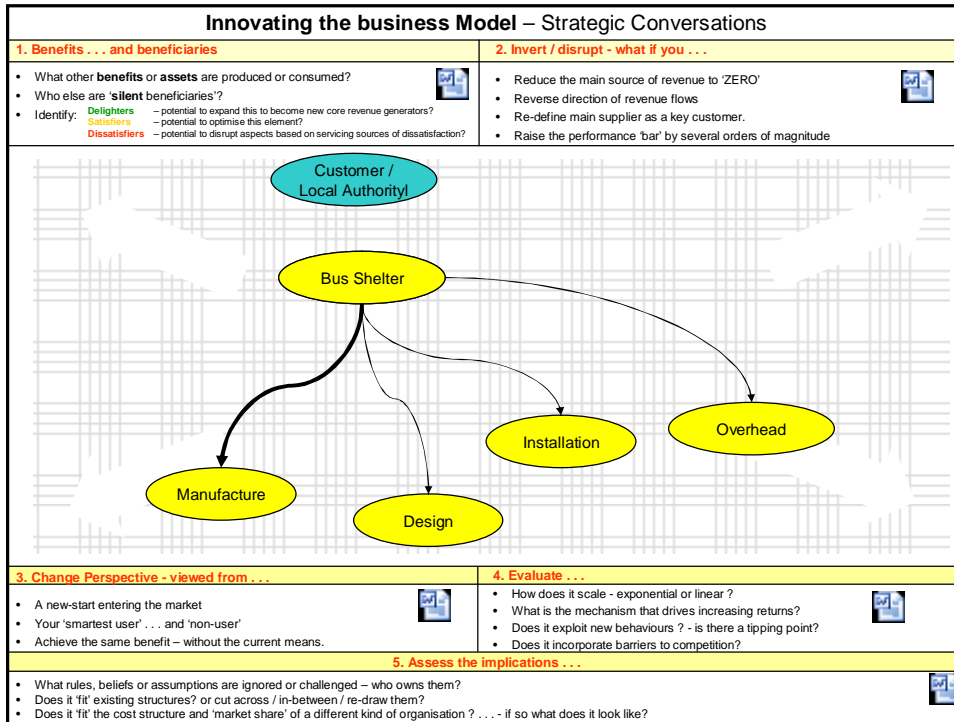 Innovating the business Model – Strategic Conversations
1. Benefits . . . and beneficiaries
• What other benefits or assets are produced or consumed?
• Who else are ‘silent beneficiaries’?
• Identify: Delighters – potential to expand this to become new core revenue generators?
Satisfiers – potential to optimise this element?
Dissatisfiers – potential to disrupt aspects based on servicing sources of dissatisfaction?
2. Invert / disrupt - what if you . . .
• Reduce the main source of revenue to ‘ZERO’
• Reverse direction of revenue flows
• Re-define main supplier as a key customer.
• Raise the performance ‘bar’ by several orders of magnitude
Customer /
Local Authorityl
Bus Shelter
Overhead
Installation
Manufacture
Design
3. Change Perspective - viewed from . . .
• A new-start entering the market
• Your ‘smartest user’ . . . and ‘non-user’
• Achieve the same benefit – without the current means.
4. Evaluate . . .
• How does it scale - exponential or linear ?
• What is the mechanism that drives increasing returns?
• Does it exploit new behaviours ? - is there a tipping point?
• Does it incorporate barriers to competition?
5. Assess the implications . . .
• What rules, beliefs or assumptions are ignored or challenged – who owns them?
• Does it ‘fit’ existing structures? or cut across / in-between / re-draw them?
• Does it ‘fit’ the cost structure and ‘market share’ of a different kind of organisation ? . . . - if so what does it look like?